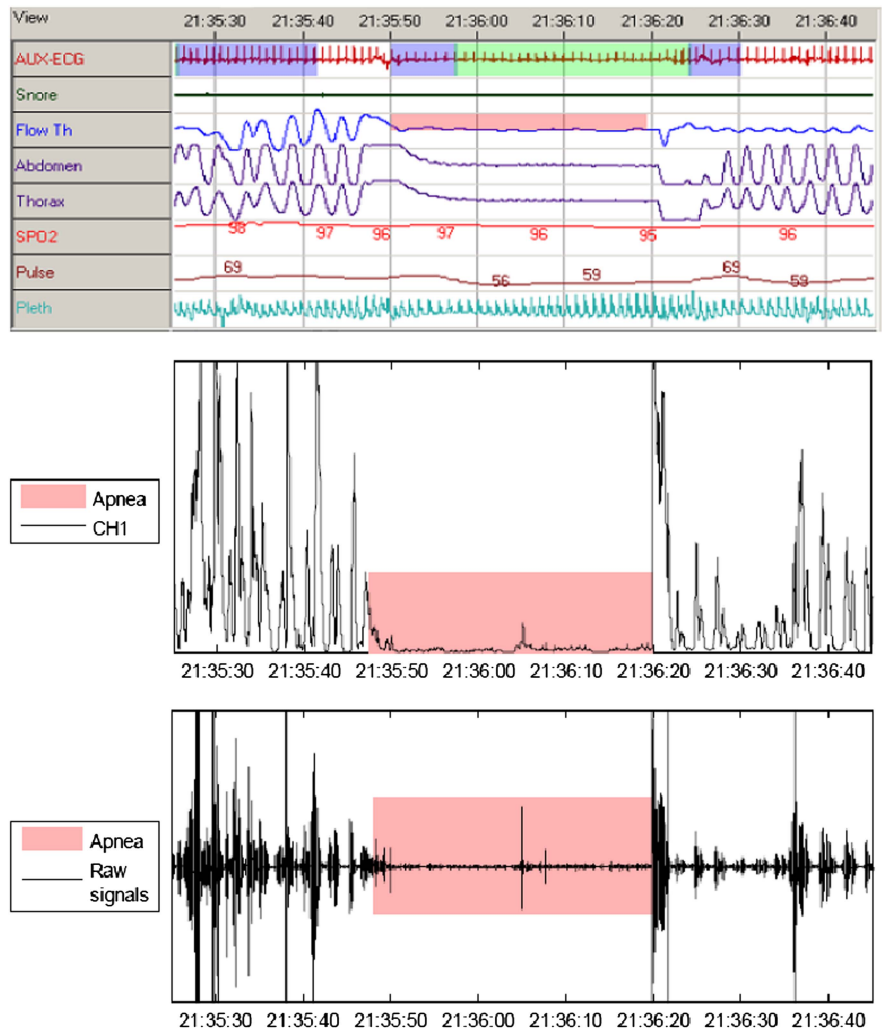 View 21:35:30 21:35:40 21:35:50 21:36:00 21:36:10 21:36:20 21:36:30 21:36:40
AUX-ECG
Snore
Flow Th
Abdomen
Thorax
SPO2 98 97 96 97 96 95 96
Pulse 69 56 59 69 59
Pleth
Apnea
CH1
21:35:30 21:35:40 21:35:50 21:36:00 21:36:10 21:36:20 21:36:30 21:36:40
Apnea
Raw
signals
21:35:30 21:35:40 21:35:50 21:36:00 21:36:10 21:36:20 21:36:30 21:36:40